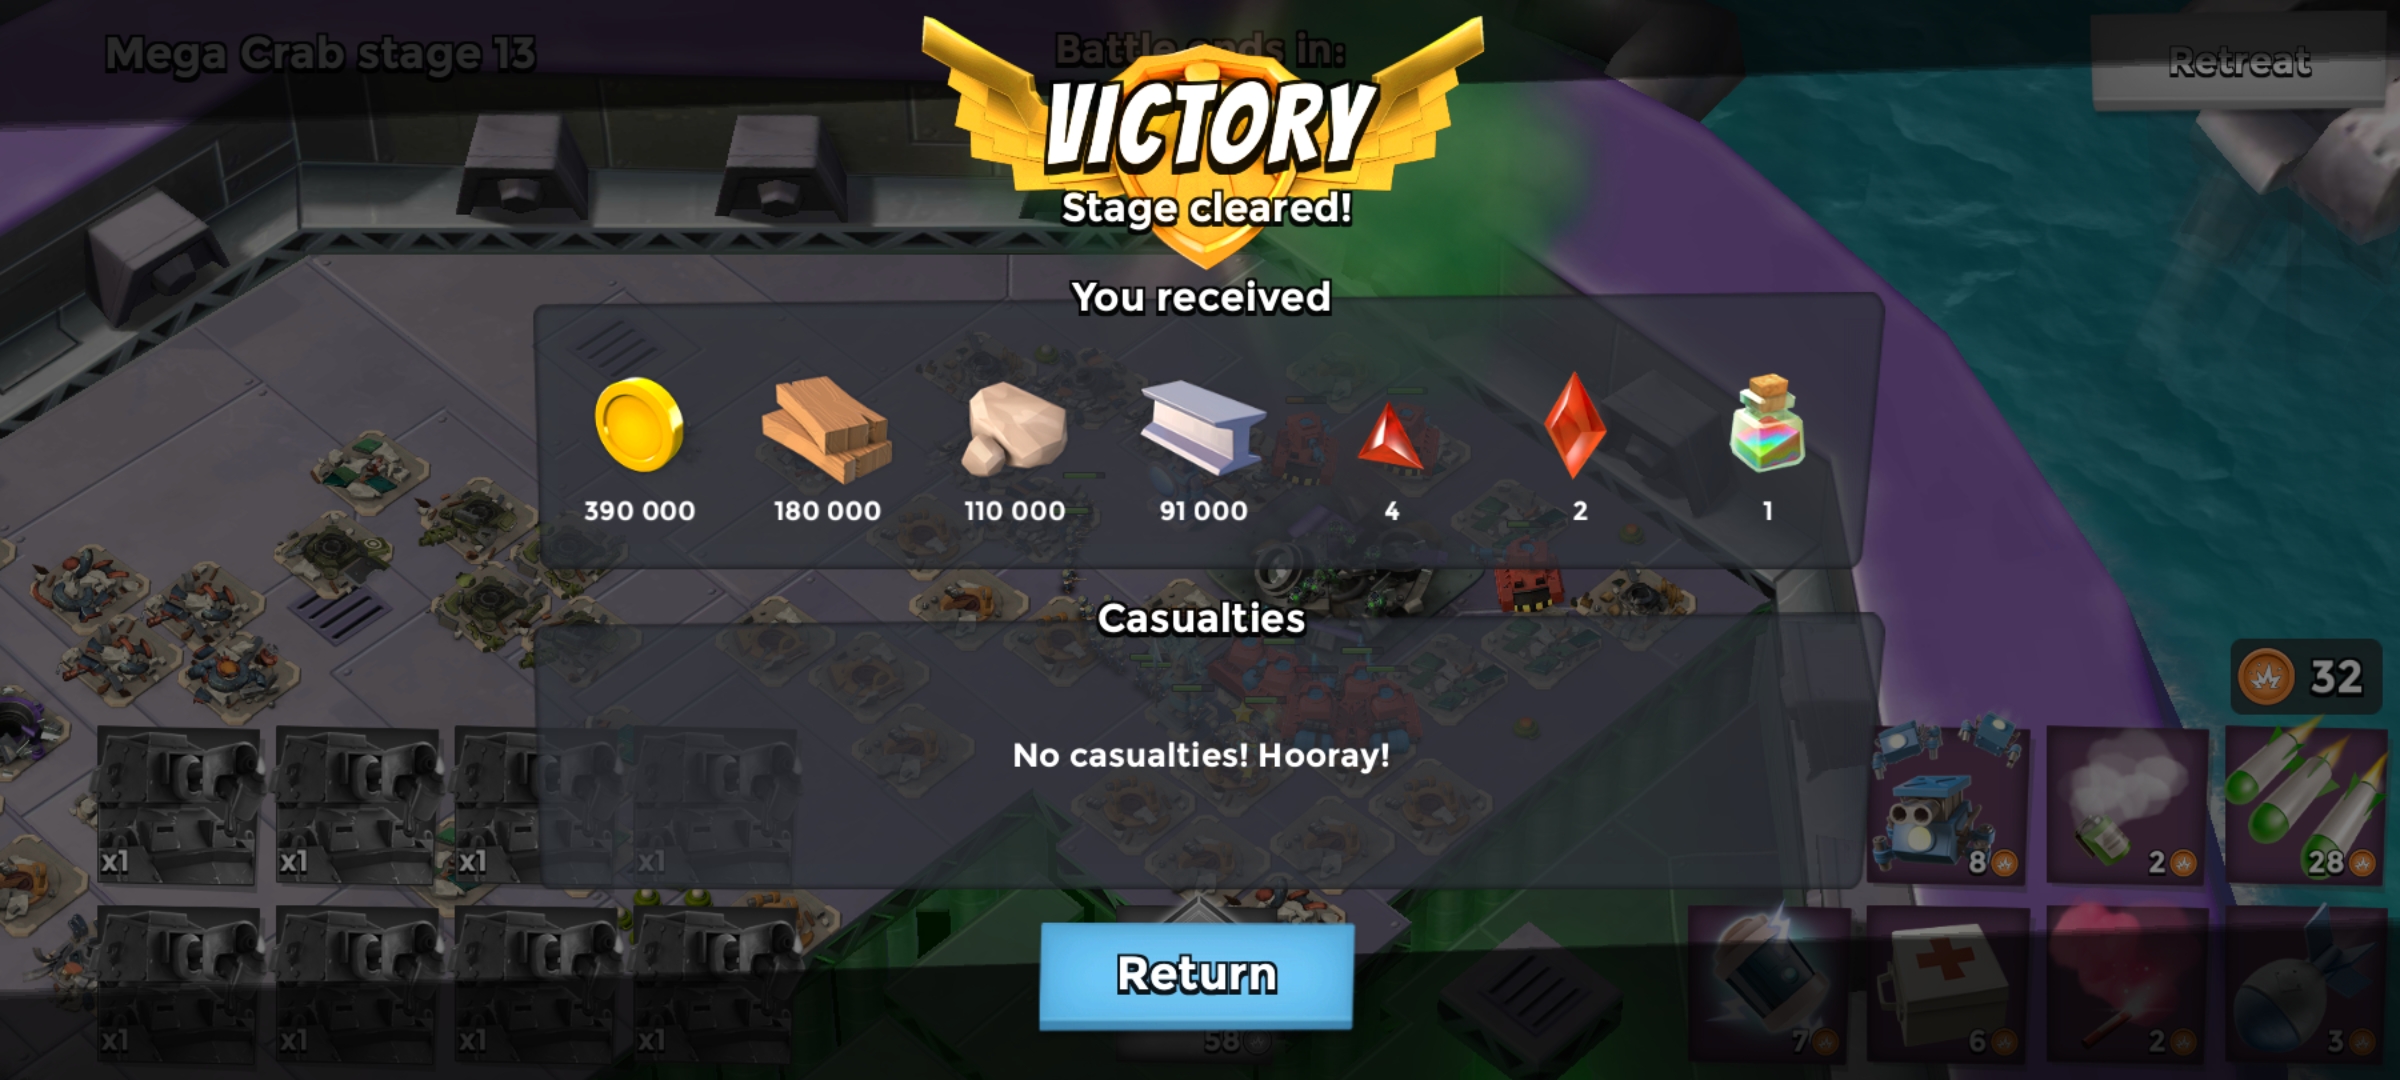 Mega Crab stage 13
Battle ends in:
Retreat
VICTORY
Stage cleared!
You received
390 000
180 000
110 000
91 000
4
2
1
Casualties
No casualties! Hooray!
32
x1
x1
x1
x1
8
2
28
x1
x1
x1
x1
Return
58
7
6
2
3